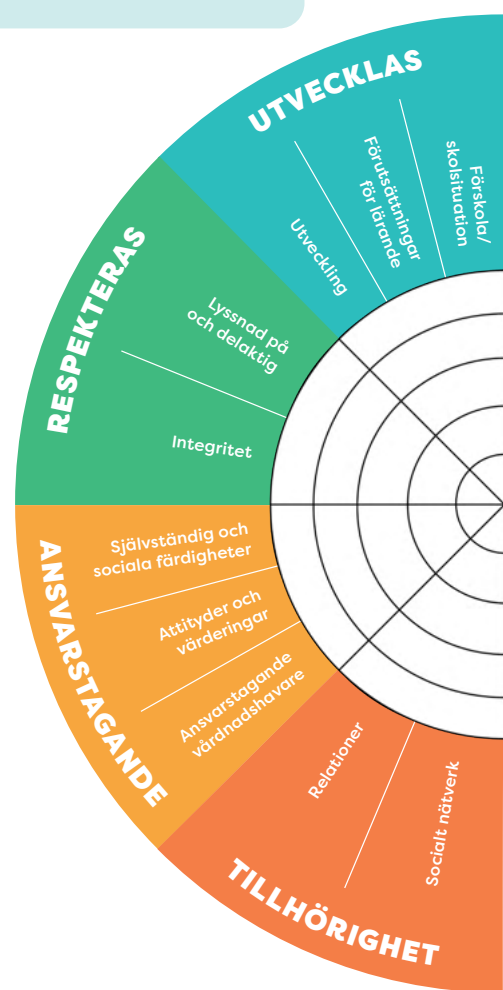 UTVECKLAS
Utveckling
Förutsättningar
för lärande
Förskola/
skolsituation
RESPEKTERAS
Lyssnad på
och delaktig
Integritet
ANSVARSTAGANDE
Självständig och
sociala färdigheter
Attityder och
värderingar
Ansvarstagande
vårdnadshavare
TILLHÖRIGHET
Relationer
Socialt nätverk